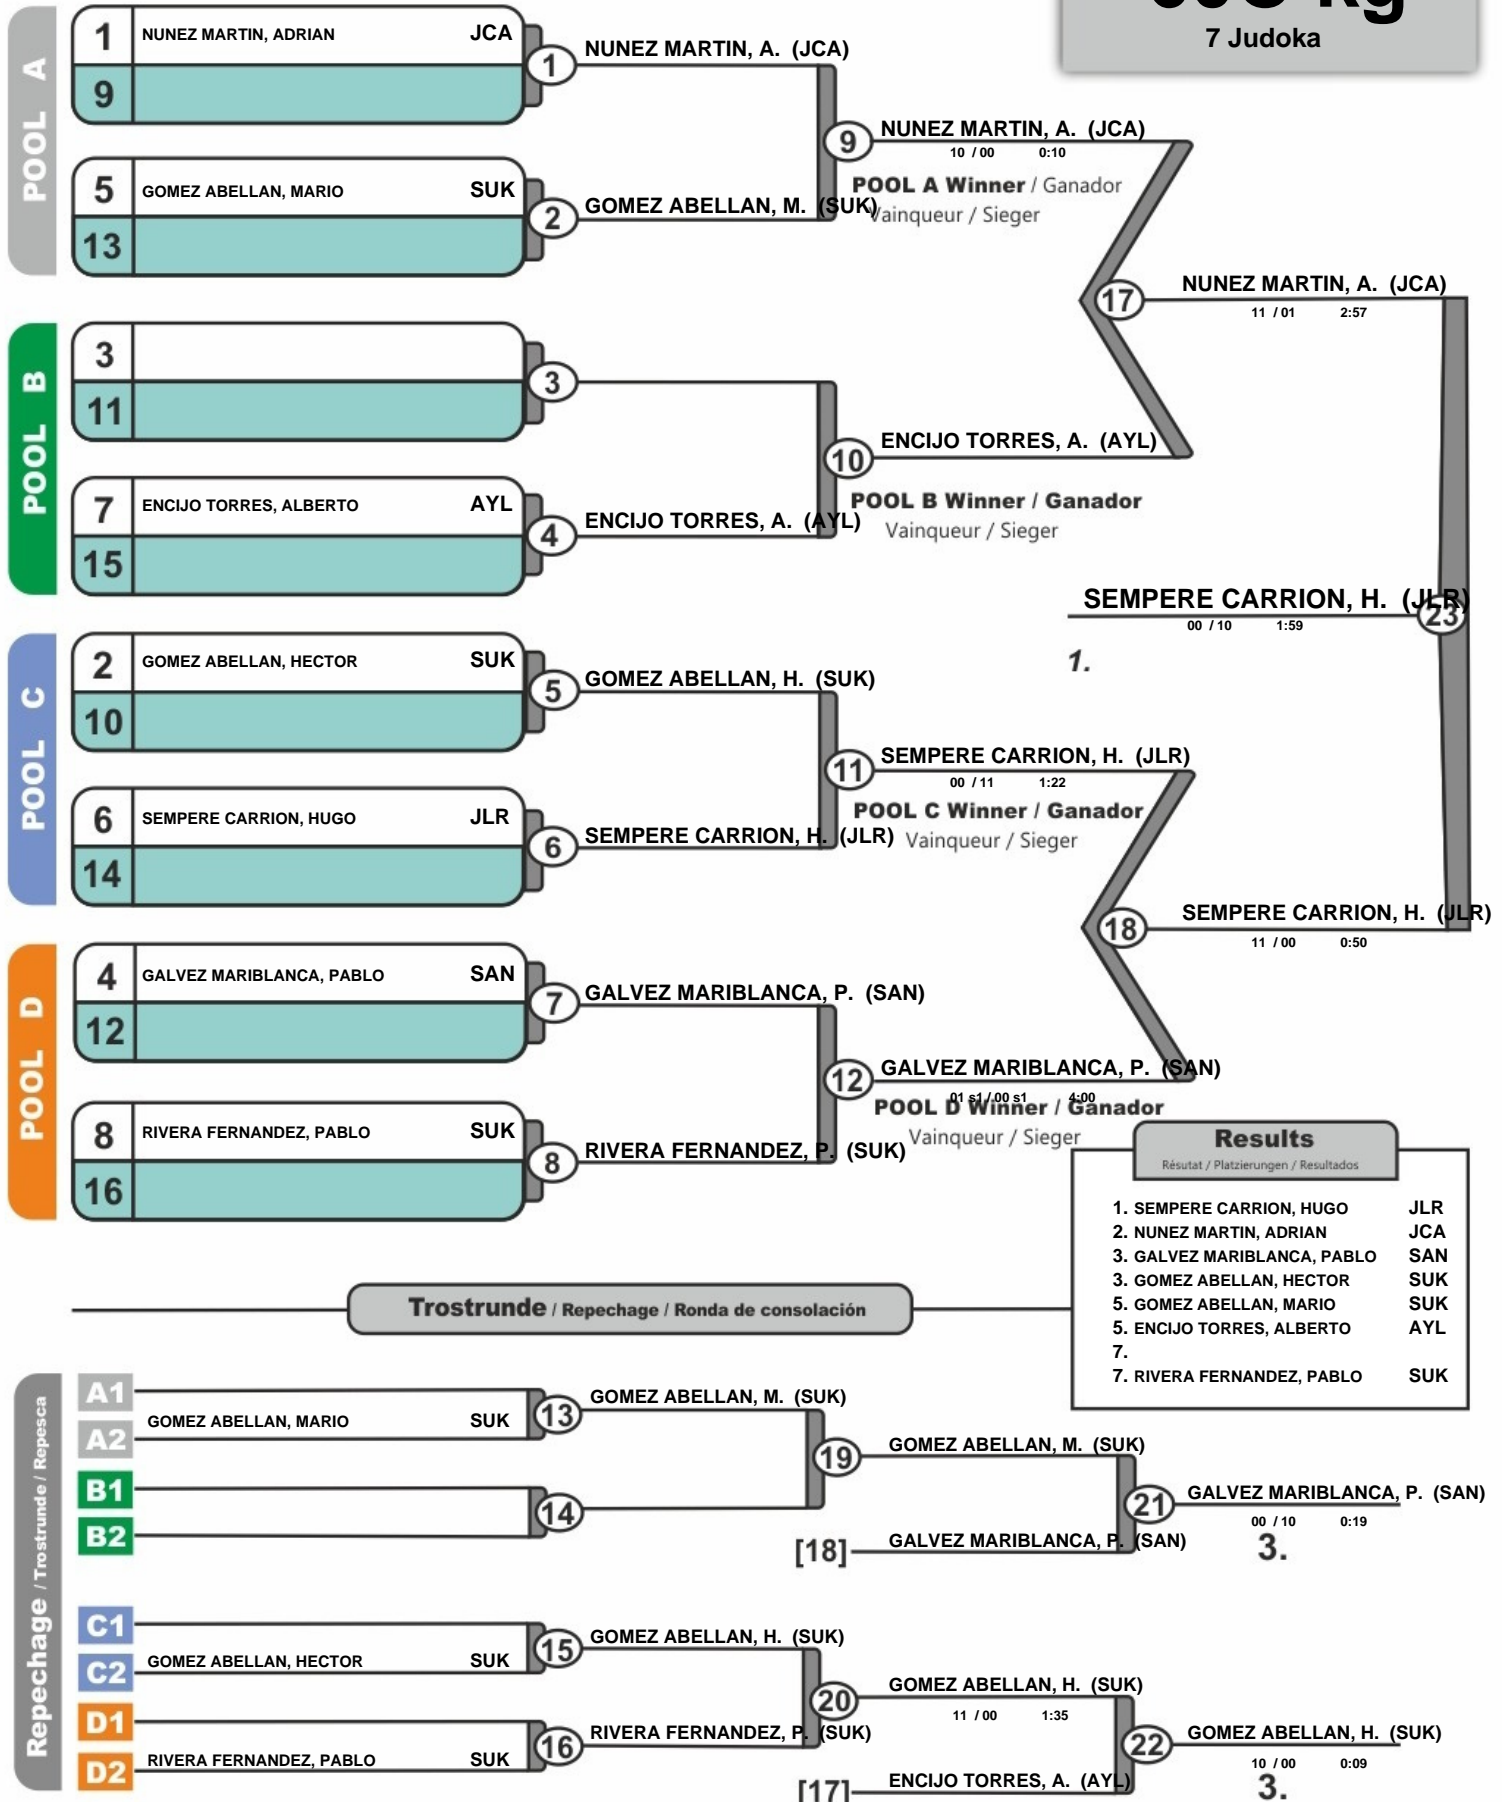 7 Judoka
POOL A
1 NUNEZ MARTIN, ADRIAN JCA
9
1 NUNEZ MARTIN, A. (JCA)
5 GOMEZ ABELLAN, MARIO SUK
13
2 GOMEZ ABELLAN, M. (SUK)
9 NUNEZ MARTIN, A. (JCA)
10 / 00 0:10
POOL A Winner / Ganador
Vainqueur / Sieger
POOL B
3
11
3
7 ENCIJO TORRES, ALBERTO AYL
15
4 ENCIJO TORRES, A. (AYL)
10 ENCIJO TORRES, A. (AYL)
POOL B Winner / Ganador
Vainqueur / Sieger
17 NUNEZ MARTIN, A. (JCA)
11 / 01 2:57
SEMPERE CARRION, H. (JLR)
23
00 / 10 1:59
1.
POOL C
2 GOMEZ ABELLAN, HECTOR SUK
10
5 GOMEZ ABELLAN, H. (SUK)
6 SEMPERE CARRION, HUGO JLR
14
6 SEMPERE CARRION, H. (JLR)
11 SEMPERE CARRION, H. (JLR)
00 / 11 1:22
POOL C Winner / Ganador
Vainqueur / Sieger
18 SEMPERE CARRION, H. (JLR)
11 / 00 0:50
POOL D
4 GALVEZ MARIBLANCA, PABLO SAN
12
7 GALVEZ MARIBLANCA, P. (SAN)
8 RIVERA FERNANDEZ, PABLO SUK
16
8 RIVERA FERNANDEZ, P. (SUK)
12 GALVEZ MARIBLANCA, P. (SAN)
01 s1 / 00 s1 4:00
POOL D Winner / Ganador
Vainqueur / Sieger
Results
Résutat / Platzierungen / Resultados
1. SEMPERE CARRION, HUGO JLR
2. NUNEZ MARTIN, ADRIAN JCA
3. GALVEZ MARIBLANCA, PABLO SAN
3. GOMEZ ABELLAN, HECTOR SUK
5. GOMEZ ABELLAN, MARIO SUK
5. ENCIJO TORRES, ALBERTO AYL
7.
7. RIVERA FERNANDEZ, PABLO SUK
Trostrunde / Repechage / Ronda de consolación
Repechage / Trostrunde / Repesca
A1
A2 GOMEZ ABELLAN, MARIO SUK
13 GOMEZ ABELLAN, M. (SUK)
B1
B2
14
19 GOMEZ ABELLAN, M. (SUK)
[18] GALVEZ MARIBLANCA, P. (SAN)
21 GALVEZ MARIBLANCA, P. (SAN)
00 / 10 0:19
3.
C1
C2 GOMEZ ABELLAN, HECTOR SUK
15 GOMEZ ABELLAN, H. (SUK)
D1
D2 RIVERA FERNANDEZ, PABLO SUK
16 RIVERA FERNANDEZ, P. (SUK)
20 GOMEZ ABELLAN, H. (SUK)
11 / 00 1:35
[17] ENCIJO TORRES, A. (AYL)
22 GOMEZ ABELLAN, H. (SUK)
10 / 00 0:09
3.